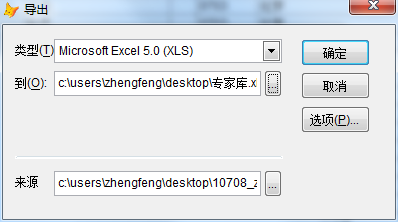 导出
类型(T) Microsoft Excel 5.0 (XLS) 确定
到(O): c:\users\zhengfeng\desktop\专家库.x ... 取消
选项(P)...
来源 c:\users\zhengfeng\desktop\10708_z ...